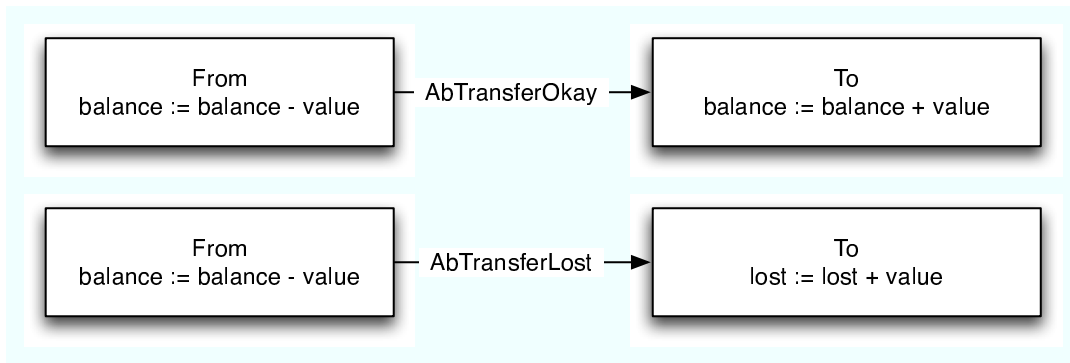 From
balance := balance - value
AbTransferOkay
To
balance := balance + value
From
balance := balance - value
AbTransferLost
To
lost := lost + value